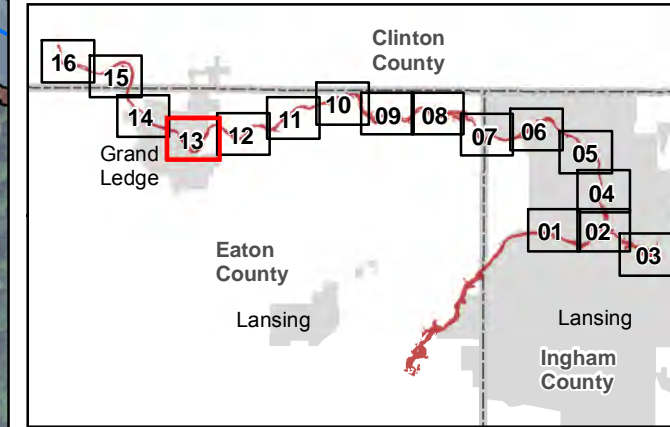 Clinton
County
16
15
14
13
12
11
10
09
08
07
06
05
04
01
02
03
Grand
Ledge
Eaton
County
Lansing
Lansing
Ingham
County